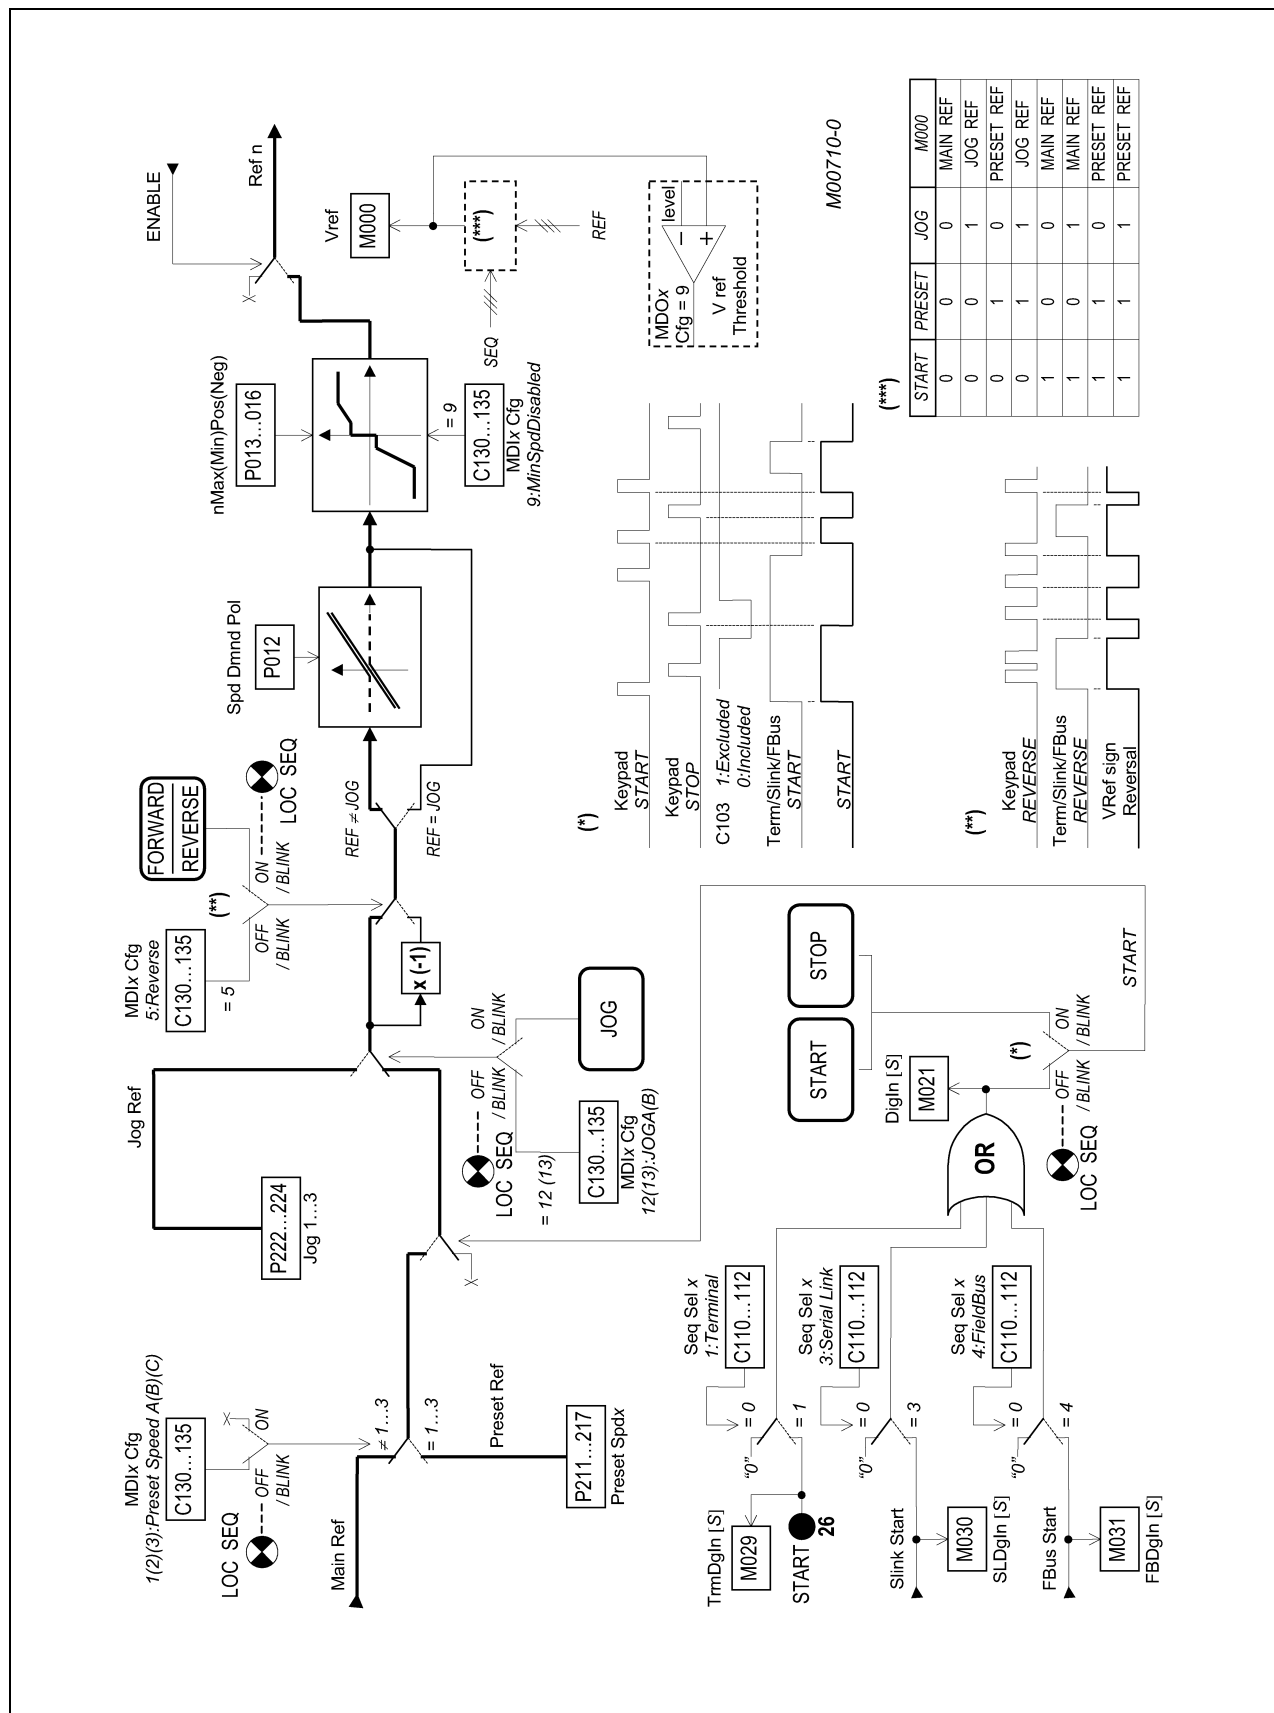 MDIx Cfg
1(2)(3):Preset Speed A(B)(C)
C130...135
LOC SEQ
OFF
/ BLINK
ON
X
Main Ref
≠ 1...3
= 1...3
Preset Ref
P211...217
Preset Spdx
X
P222...224
Jog 1...3
Jog Ref
LOC SEQ
OFF
/ BLINK
ON
/ BLINK
= 12 (13)
C130...135
MDIx Cfg
12(13):JOGA(B)
JOG
x (-1)
MDIx Cfg
5:Reverse
C130...135
= 5
(**)
OFF
/ BLINK
ON
/ BLINK
FORWARD
REVERSE
LOC SEQ
REF ≠ JOG
REF = JOG
Spd Dmnd Pol
P012
nMax(Min)Pos(Neg)
P013...016
= 9
C130...135
MDIx Cfg
9:MinSpdDisabled
X
ENABLE
Ref n
Vref
M000
(***)
SEQ
REF
MDOx
Cfg = 9
level
–
+
V ref
Threshold
M00710-0
Seq Sel x
1:Terminal
C110...112
= 0
"0"
= 1
TrmDgIn [S]
M029
START
26
Seq Sel x
3:Serial Link
C110...112
= 0
"0"
= 3
Slink Start
M030
SLDgIn [S]
Seq Sel x
4:FieldBus
C110...112
= 0
"0"
= 4
FBus Start
M031
FBDgIn [S]
OR
DigIn [S]
M021
START
STOP
(*)
LOC SEQ
OFF
/ BLINK
ON
/ BLINK
START
(*)
Keypad
START
Keypad
STOP
C103 1:Excluded
0:Included
Term/Slink/FBus
START
START
(**)
Keypad
REVERSE
Term/Slink/FBus
REVERSE
VRef sign
Reversal
(***)
START PRESET JOG M000
0 0 0 MAIN REF
0 0 1 JOG REF
0 1 0 PRESET REF
0 1 1 JOG REF
1 0 0 MAIN REF
1 0 1 MAIN REF
1 1 0 PRESET REF
1 1 1 PRESET REF